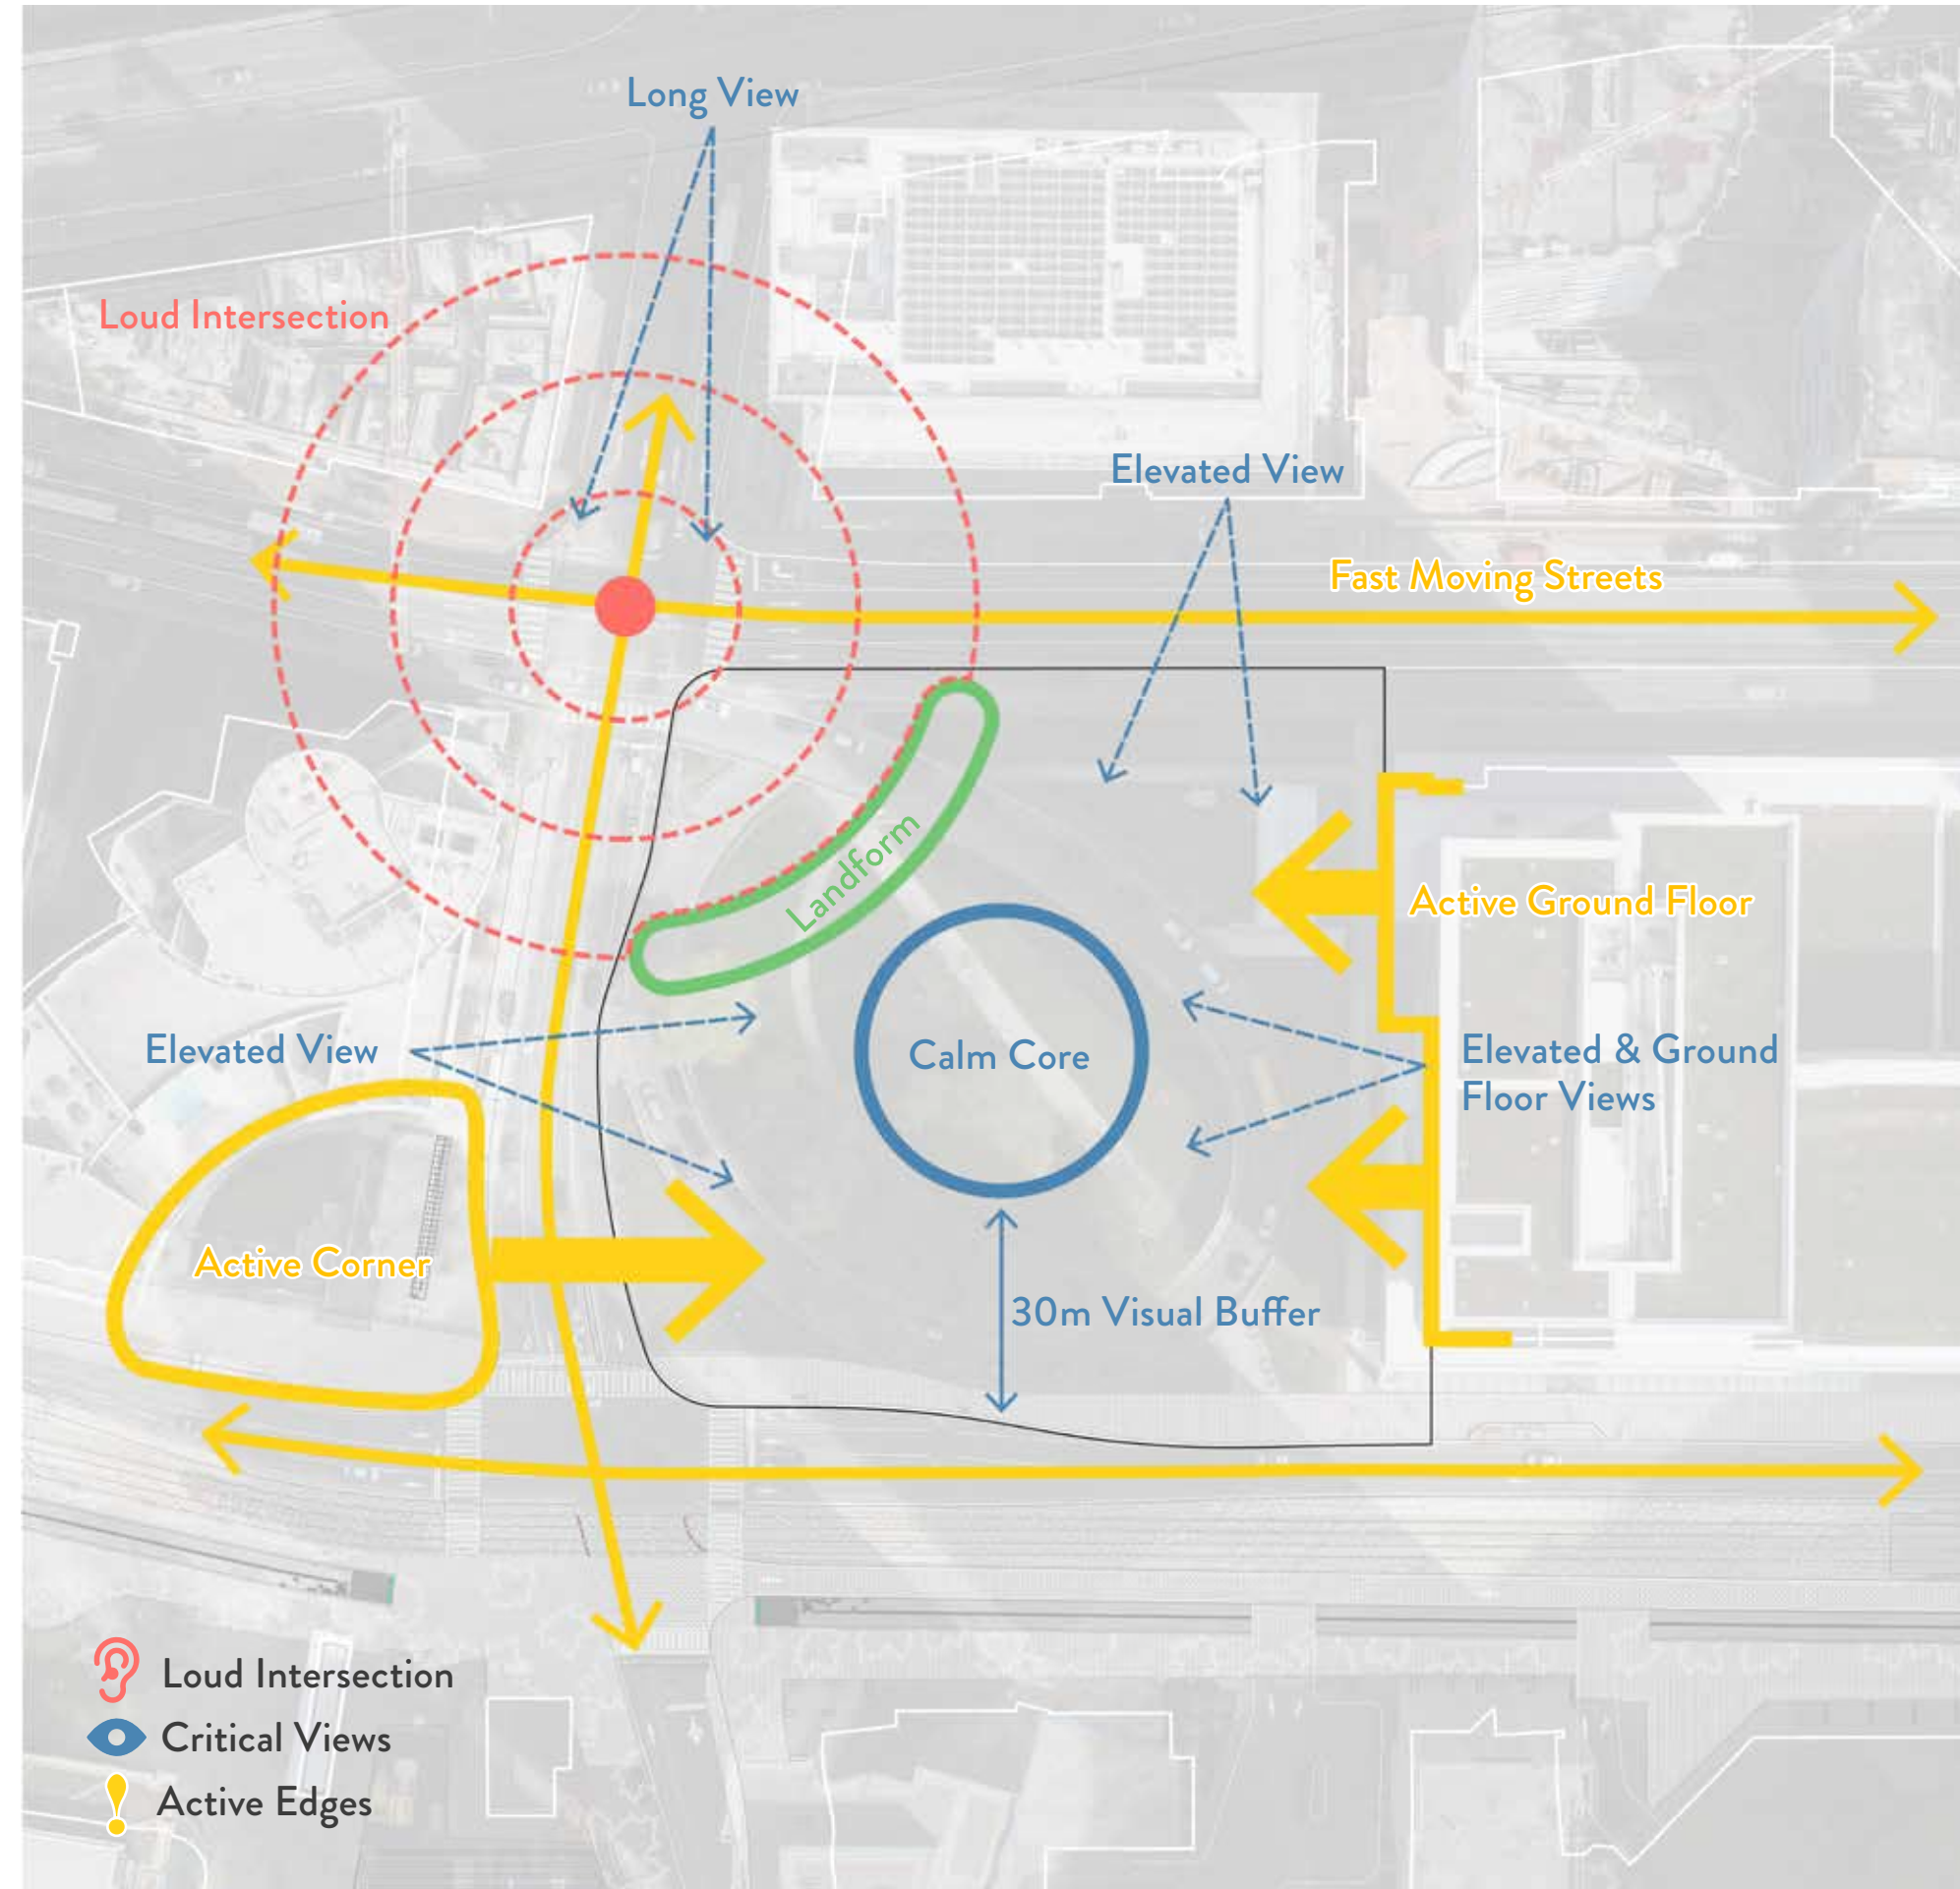 Long View
Loud Intersection
Elevated View
Fast Moving Streets
Landform
Active Ground Floor
Elevated View
Calm Core
Elevated & Ground
Floor Views
Active Corner
30m Visual Buffer
Loud Intersection
Critical Views
Active Edges